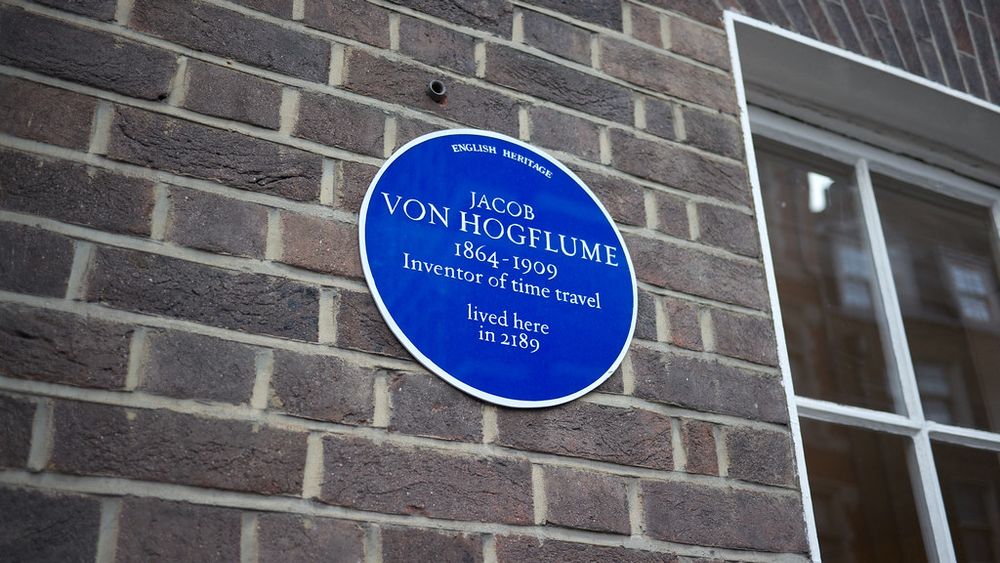 ENGLISH HERITAGE
JACOB
VON HOGFLUME
1864-1909
Inventor of time travel
lived here
in 2189